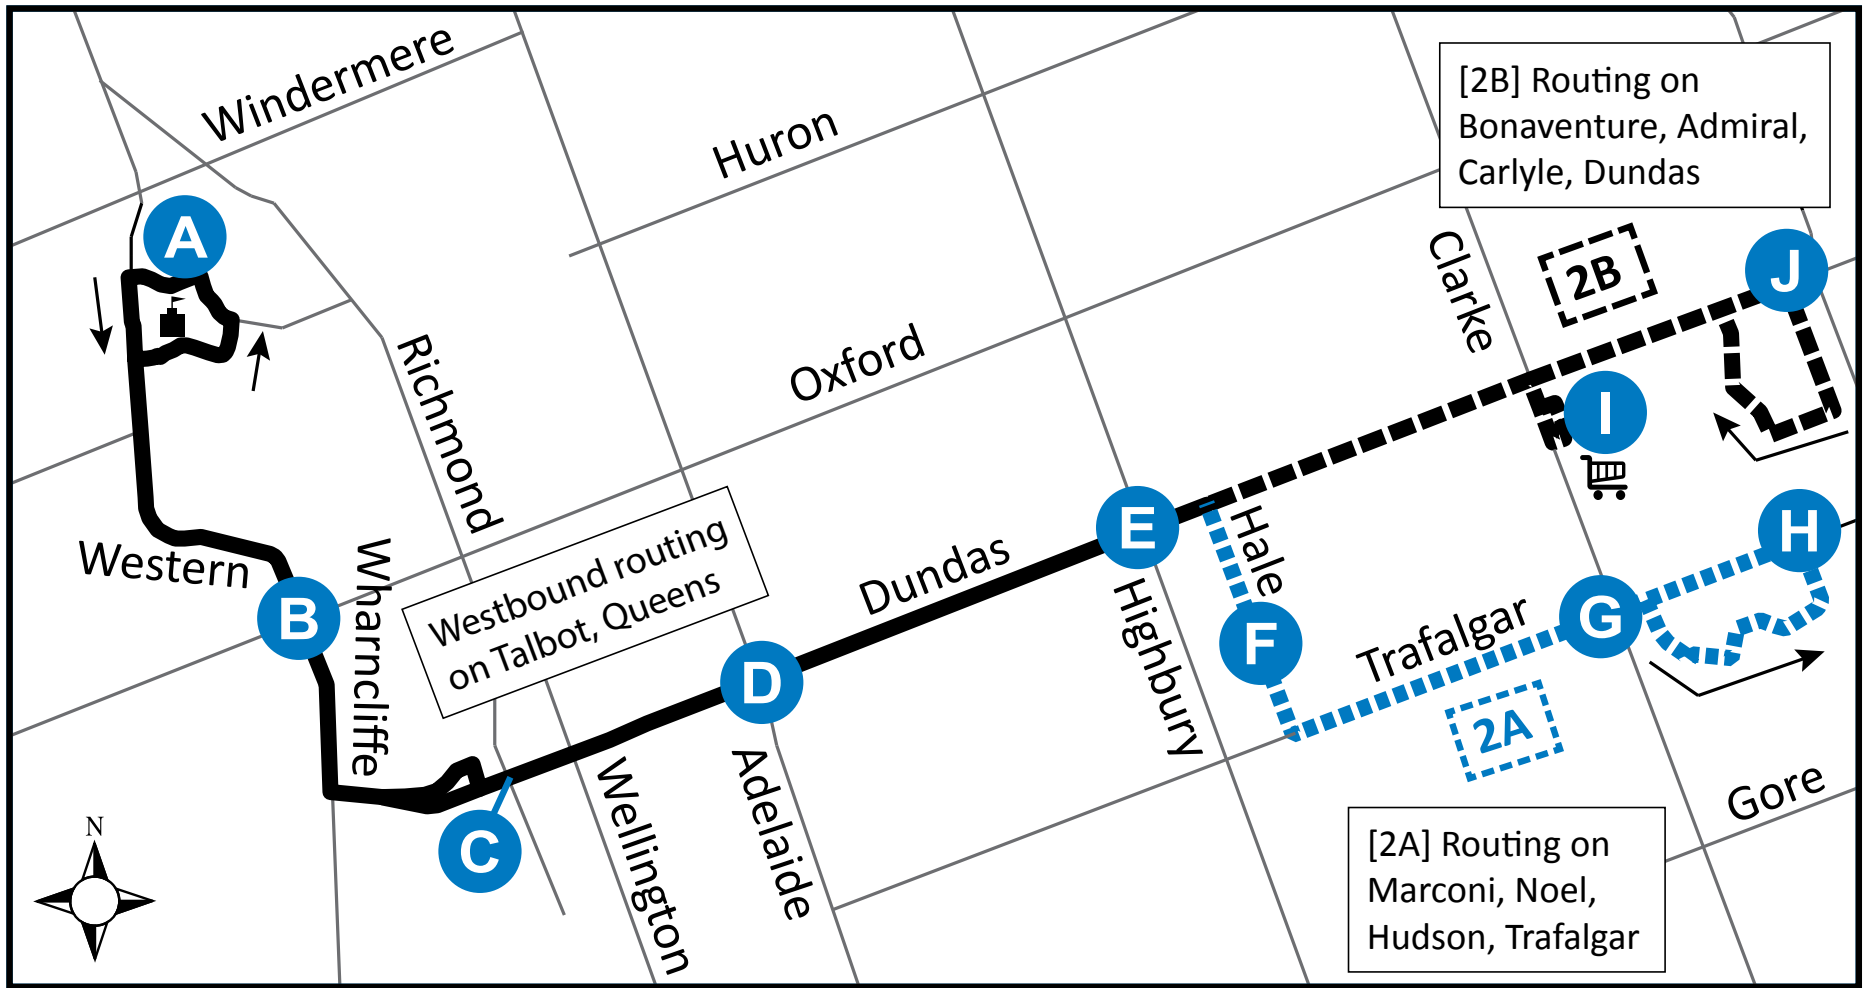 Windermere
Huron
[2B] Routing on
Bonaventure, Admiral,
Carlyle, Dundas
A
Clarke
2B
J
Richmond
Oxford
I
Western
Wharncliffe
B
Westbound routing
on Talbot, Queens
Dundas
E
Hale
H
Highbury
F
Trafalgar
G
D
2A
C
Wellington
Adelaide
Gore
N
[2A] Routing on
Marconi, Noel,
Hudson, Trafalgar